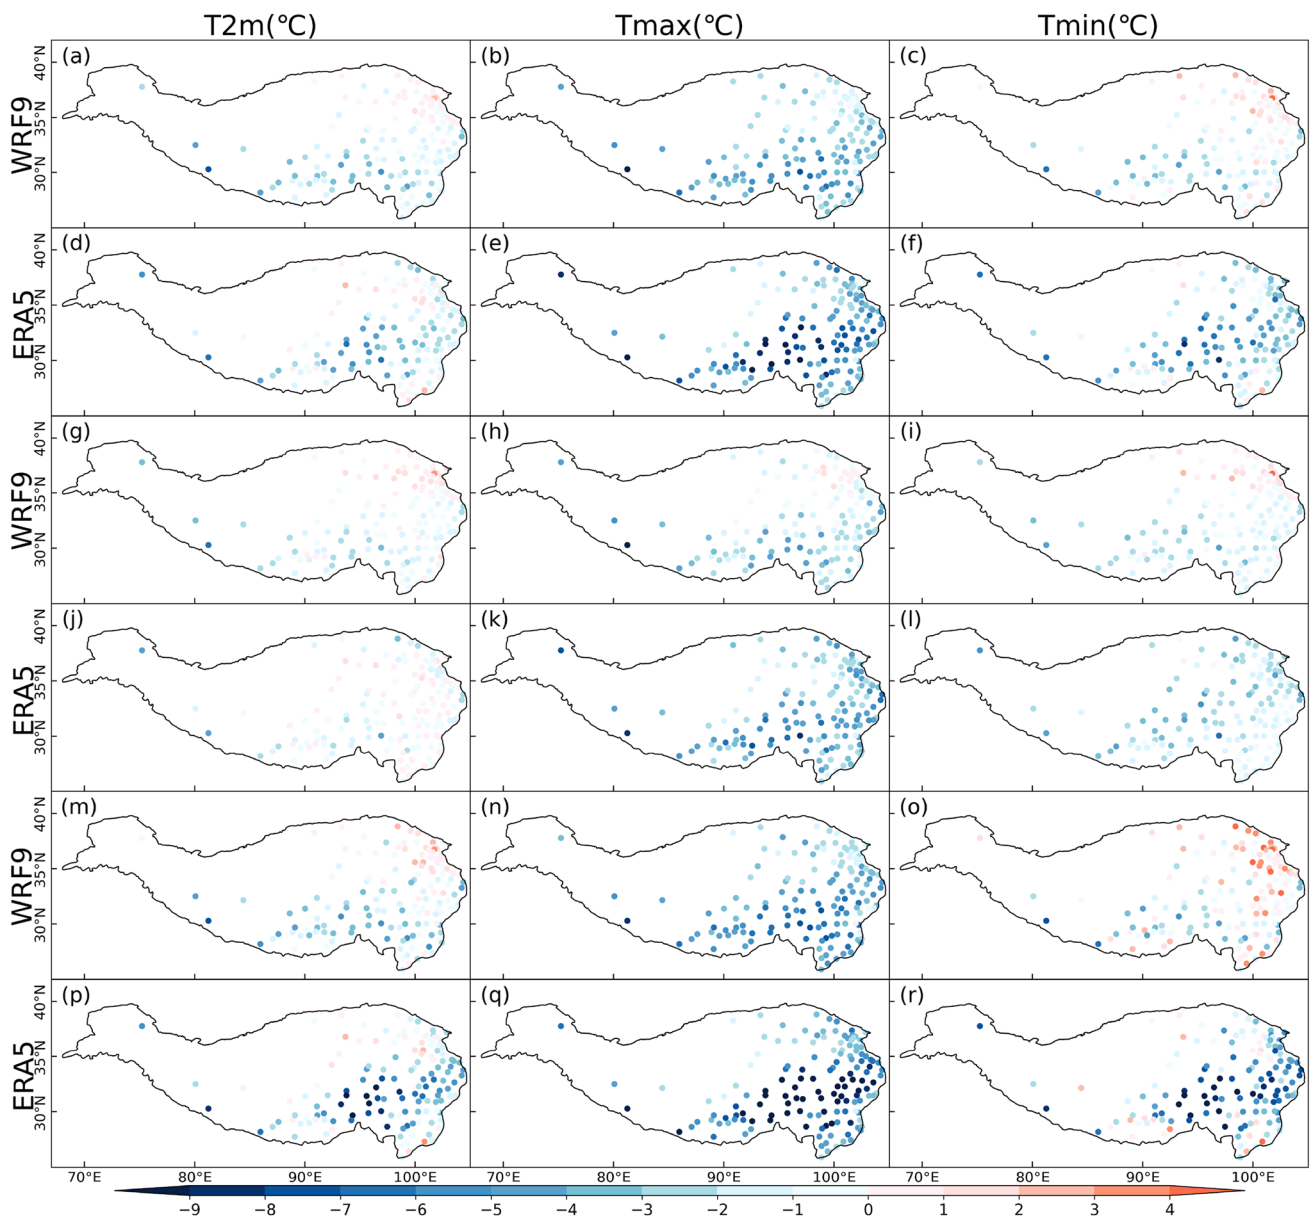 T2m(°C) Tmax(°C) Tmin(°C)
(a) (b) (c)
WRF9
40°N
35°N
30°N
(d) (e) (f)
ERA5
40°N
35°N
30°N
(g) (h) (i)
WRF9
40°N
35°N
30°N
(j) (k) (l)
ERA5
40°N
35°N
30°N
(m) (n) (o)
WRF9
40°N
35°N
30°N
(p) (q) (r)
ERA5
40°N
35°N
30°N
70°E 80°E 90°E 100°E 70°E 80°E 90°E 100°E 70°E 80°E 90°E 100°E
−9 −8 −7 −6 −5 −4 −3 −2 −1 0 1 2 3 4